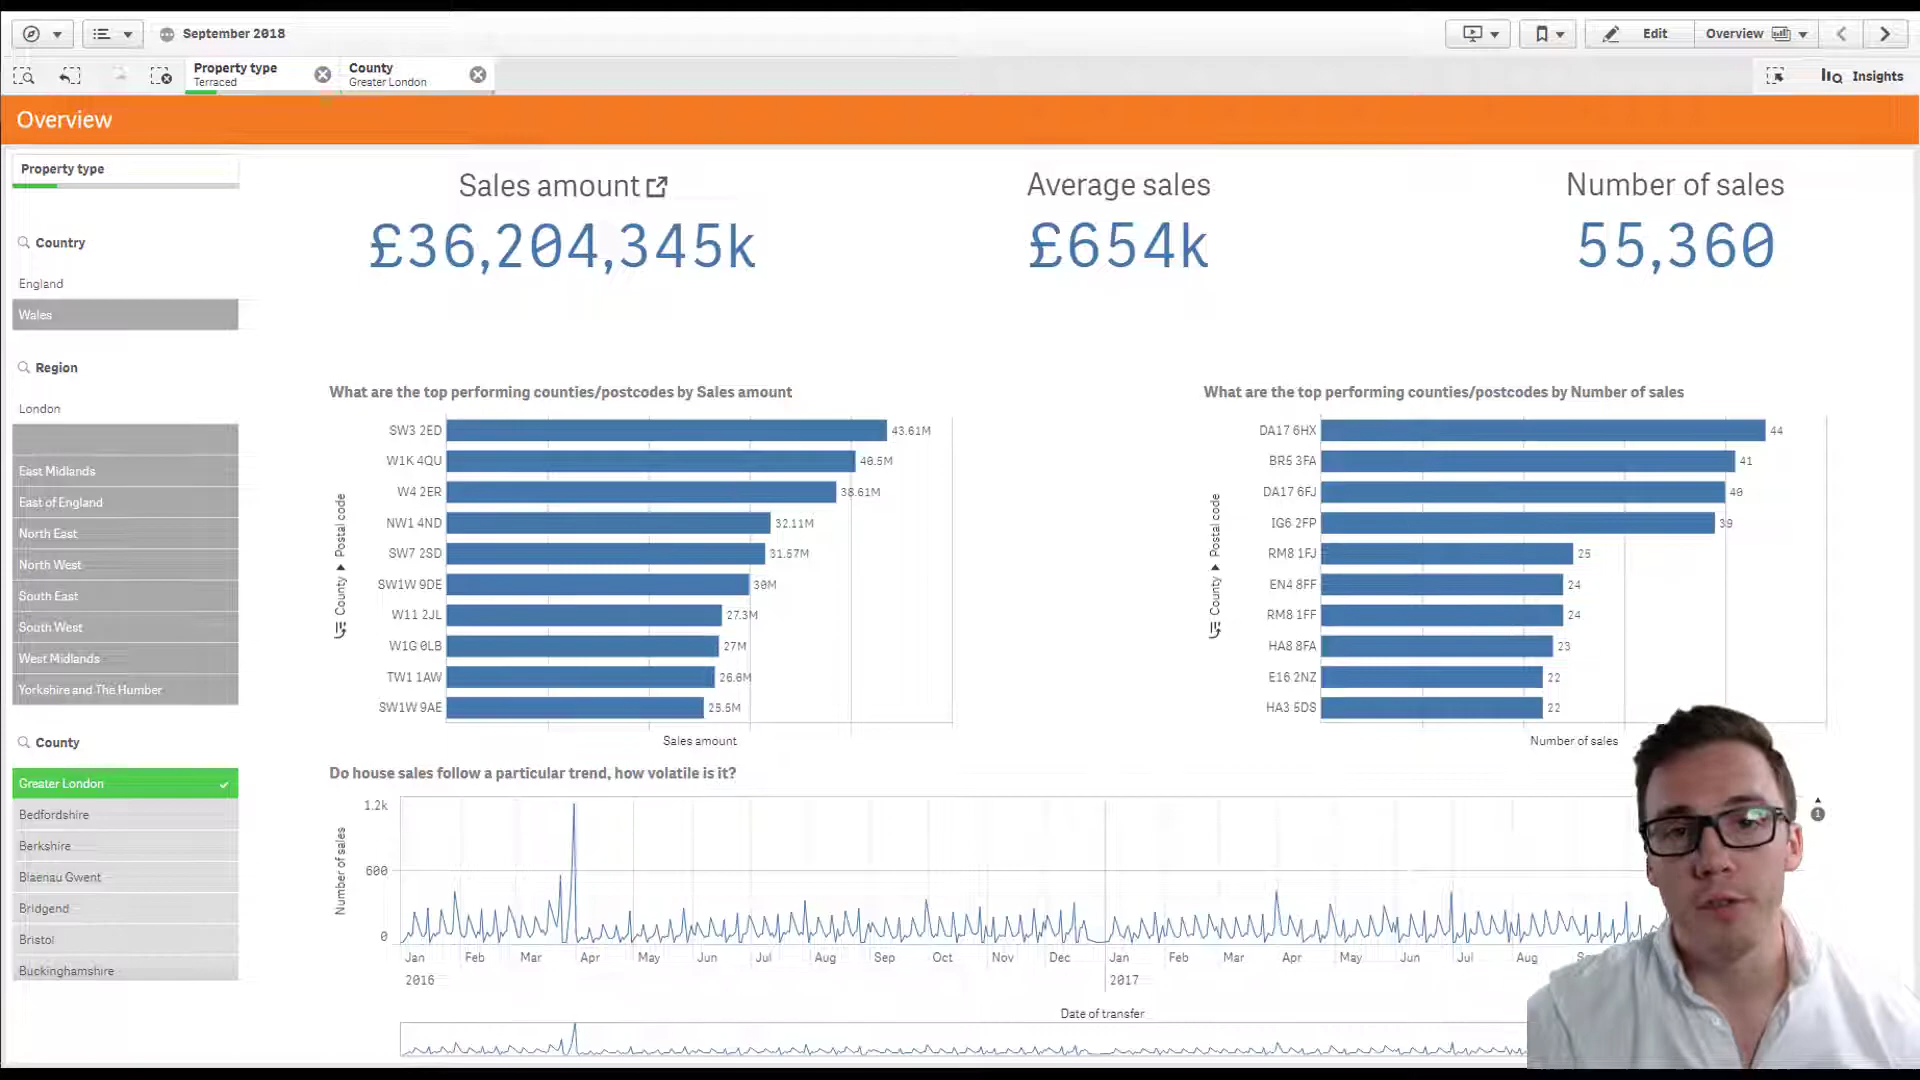 September 2018
Edit
Overview
Property type
Terraced
County
Greater London
Insights
Overview
Property type
Country
England
Wales
Region
London
East Midlands
East of England
North East
North West
South East
South West
West Midlands
Yorkshire and The Humber
County
Greater London
Bedfordshire
Berkshire
Blaenau Gwent
Bridgend
Bristol
Buckinghamshire
Sales amount
£36,204,345k
Average sales
£654k
Number of sales
55,360
What are the top performing counties/postcodes by Sales amount
County ▸ Postal code
SW3 2ED 43.61M
W1K 4QU 40.5M
W4 2ER 38.61M
NW1 4ND 32.11M
SW7 2SD 31.57M
SW1W 9DE 30M
W11 2JL 27.3M
W1G 0LB 27M
TW1 1AW 26.6M
SW1W 9AE 25.5M
Sales amount
What are the top performing counties/postcodes by Number of sales
County ▸ Postal code
DA17 6HX 44
BR5 3FA 41
DA17 6FJ 40
IG6 2FP 39
RM8 1FJ 25
EN4 8FF 24
RM8 1FF 24
HA8 8FA 23
E16 2NZ 22
HA3 5DS 22
Number of sales
Do house sales follow a particular trend, how volatile is it?
Number of sales
1.2k
600
0
Jan Feb Mar Apr May Jun Jul Aug Sep Oct Nov Dec Jan Feb Mar Apr May Jun Jul Aug
2016 2017
Date of transfer
1